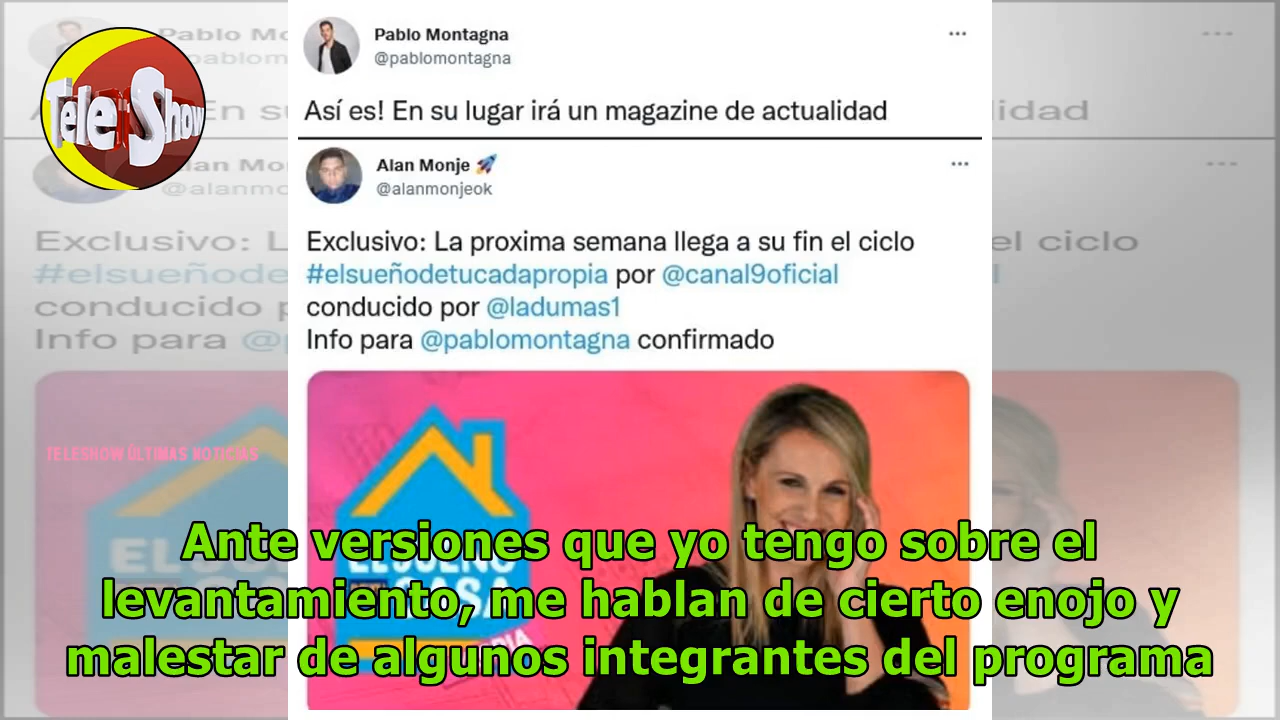 Pablo Montagna
@pablomontagna
Así es! En su lugar irá un magazine de actualidad
Alan Monje 🚀
@alanmonjeok
Exclusivo: La proxima semana llega a su fin el ciclo
#elsueñodetucadapropia por @canal9oficial
conducido por @ladumas1
Info para @pablomontagna confirmado
TeleShow
TELESHOW ÚLTIMAS NOTICIAS
EL SUEÑO
CASA
Ante versiones que yo tengo sobre el
levantamiento, me hablan de cierto enojo y
malestar de algunos integrantes del programa